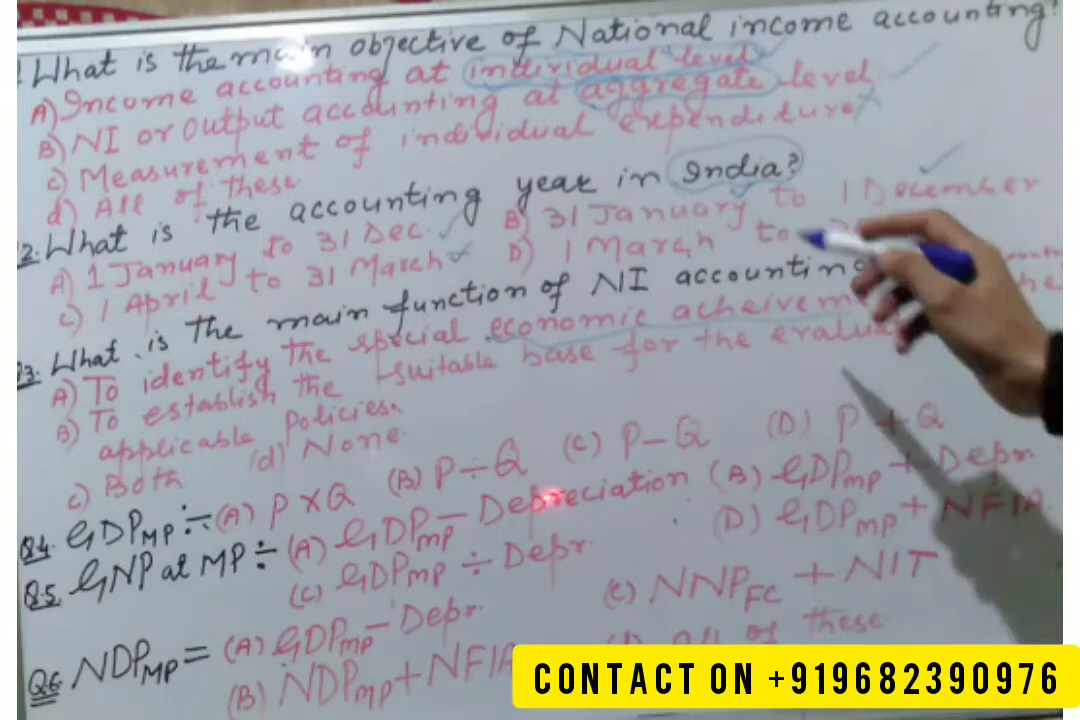 1. What is the main objective of National income accounting?
A) Income accounting at individual level
B) NI or Output accounting at aggregate level
c) Measurement of individual expenditure
d) All of these
2. What is the accounting year in India?
A) 1 January to 31 Dec. B) 31 January to 1 December
C) 1 April to 31 March D) 1 March to
3. What is the main function of NI accounting
A) To identify the special economic acheivem
B) To establish the suitable base for the evalua
applicable policies.
c) Both (d) None
Q4. GDPMP ÷ (A) P X Q (B) P ÷ Q (C) P - Q (D) P + Q
Q5. GNP at MP ÷ (A) GDPMP - Depreciation (B) GDPMP + Depr
(C) GDPMP ÷ Depr. (D) GDPMP + NFIA.
Q6. NDPMP = (A) GDPMP - Depr. (C) NNPFC + NIT
(B) NDPMP + NFIA (d) All of these
CONTACT ON +919682390976